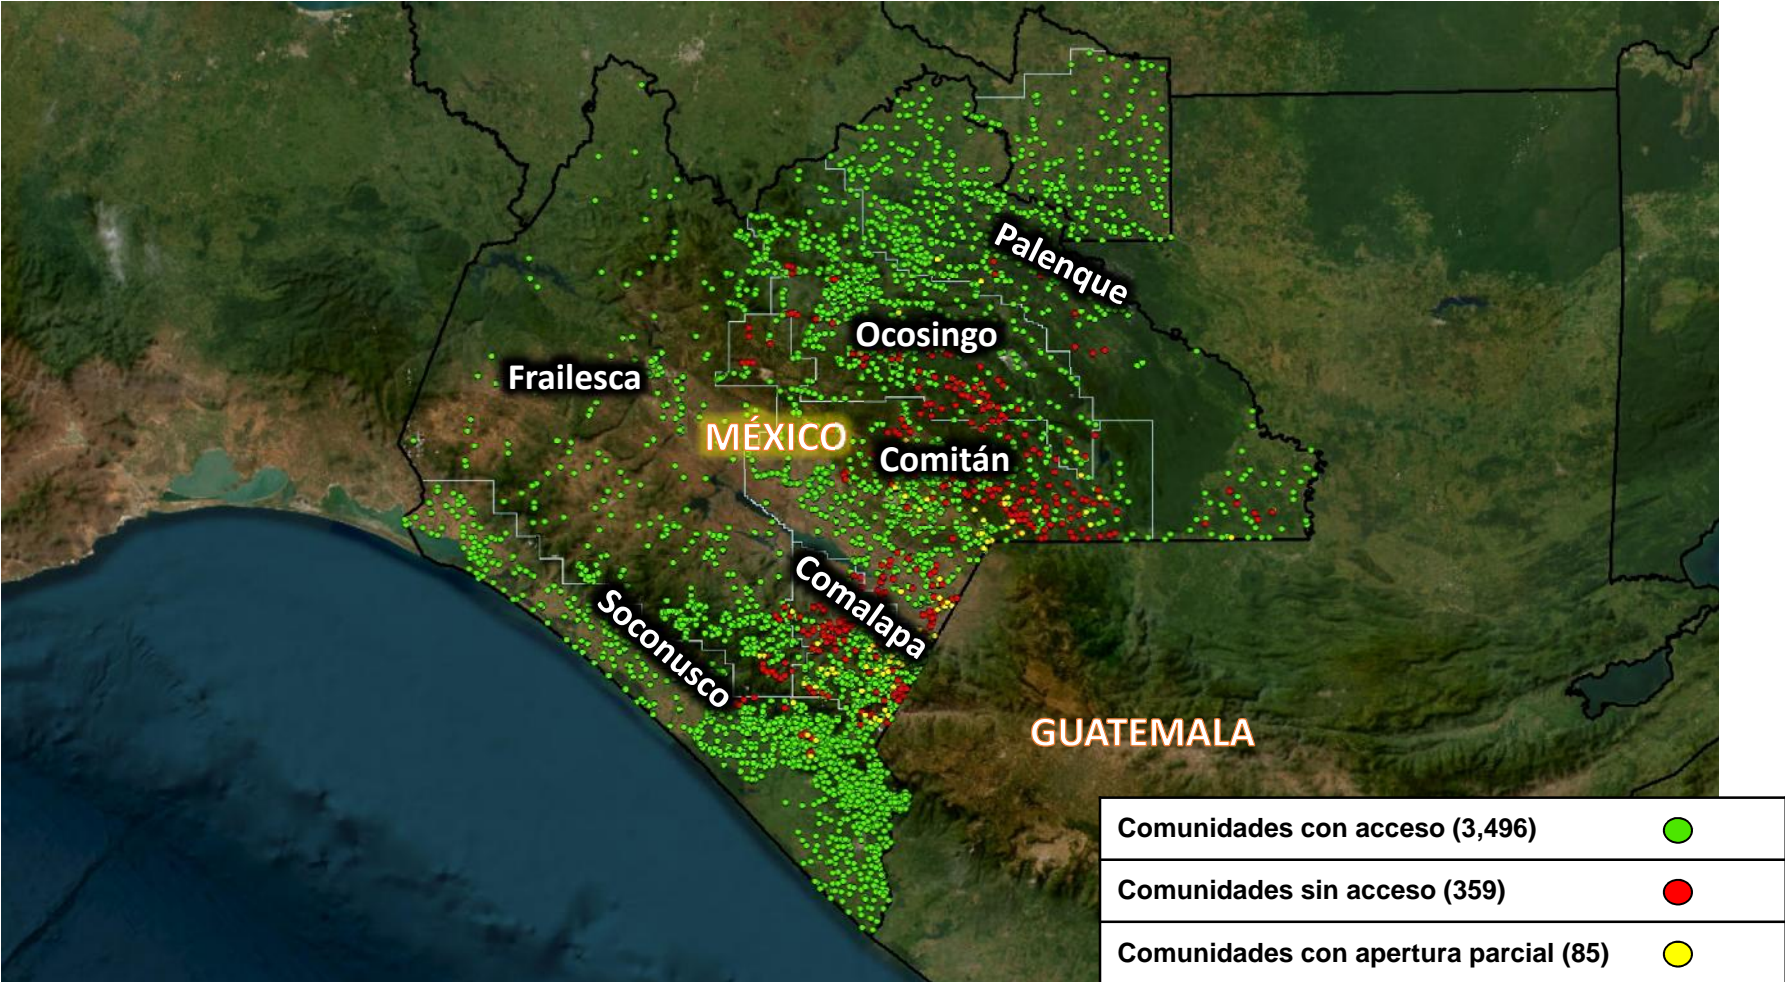 Palenque
Ocosingo
Frailesca
MÉXICO
Comitán
Comalapa
Soconusco
GUATEMALA
Comunidades con acceso (3,496)
Comunidades sin acceso (359)
Comunidades con apertura parcial (85)